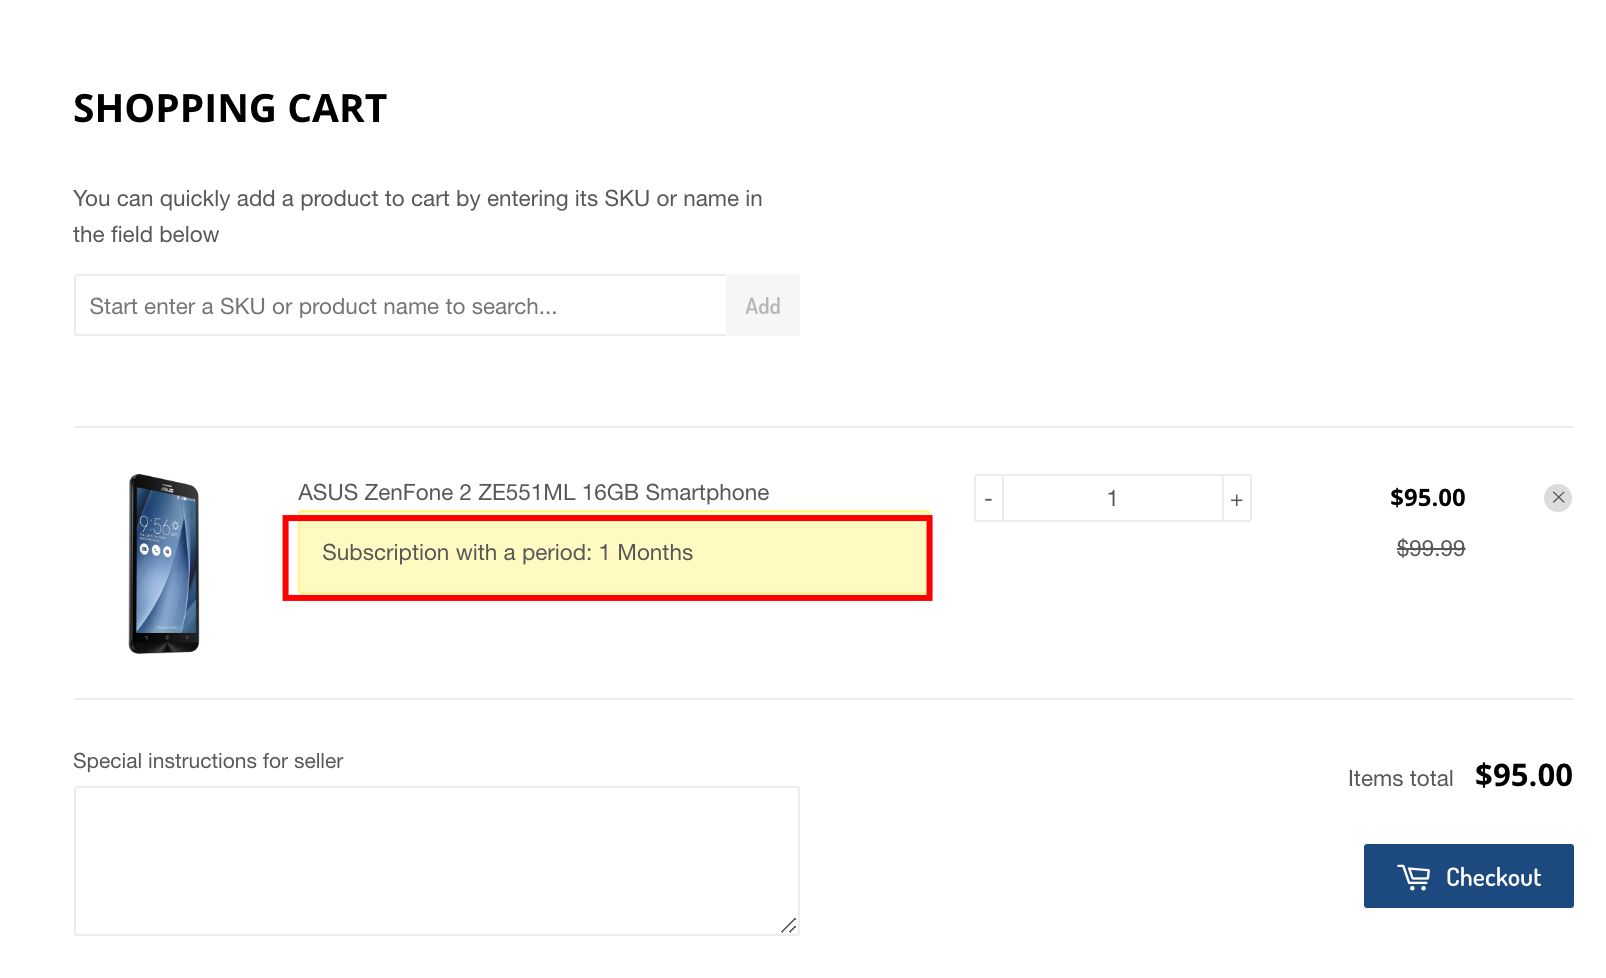 SHOPPING CART
You can quickly add a product to cart by entering its SKU or name in
the field below
Start enter a SKU or product name to search...
Add
ASUS ZenFone 2 ZE551ML 16GB Smartphone
- 1 +
$95.00
$99.99
Subscription with a period: 1 Months
9:56
Special instructions for seller
Items total $95.00
Checkout